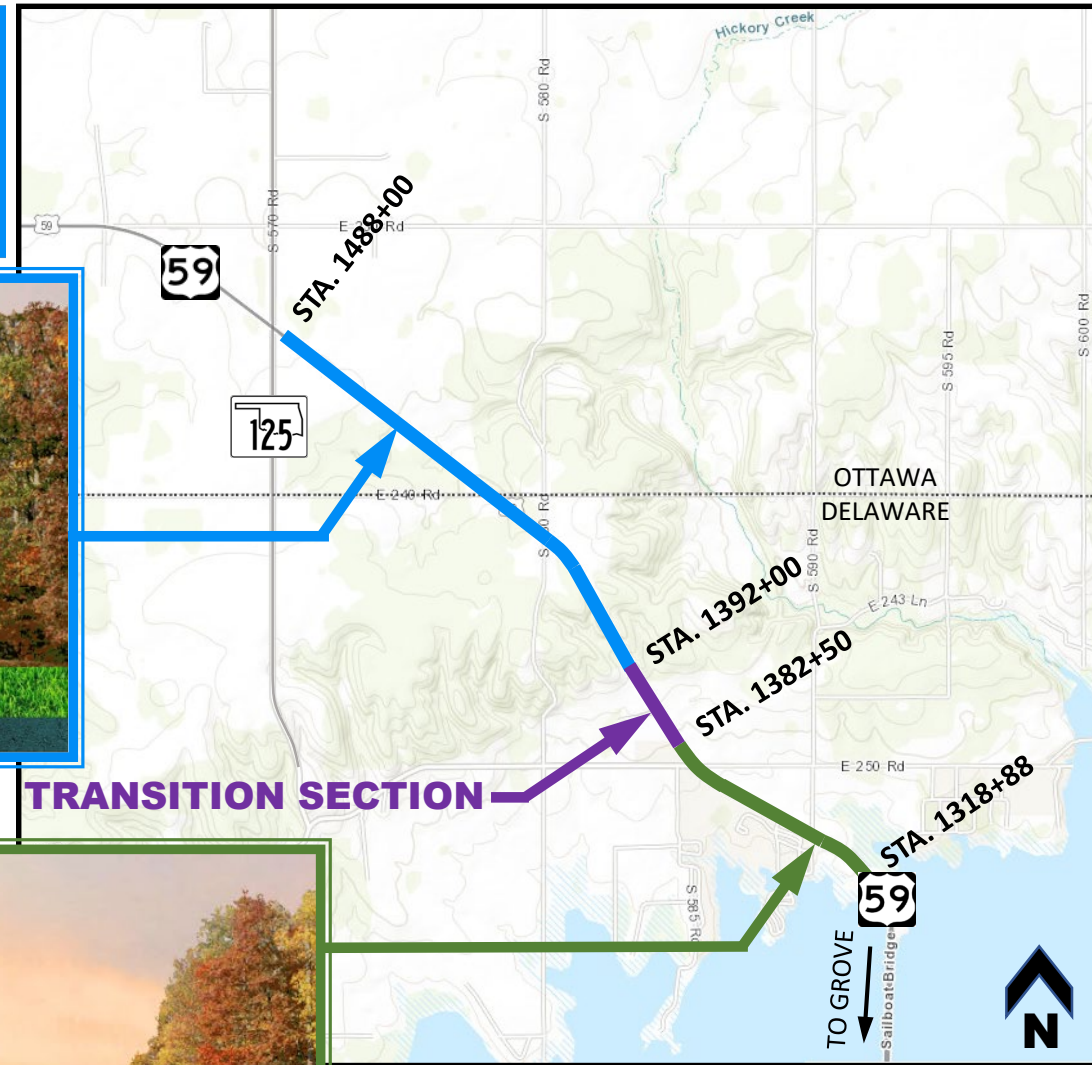 Hickory Creek
S 580 Rd
STA. 1488+00
S 570 Rd
59
E 230 Rd
59
S 600 Rd
S 595 Rd
125
OTTAWA
E 240 Rd
DELAWARE
S 580 Rd
S 590 Rd
STA. 1392+00
E 243 Ln
STA. 1382+50
E 250 Rd
STA. 1318+88
TRANSITION SECTION
59
S 585 Rd
TO GROVE
Sailboat Bridge
N